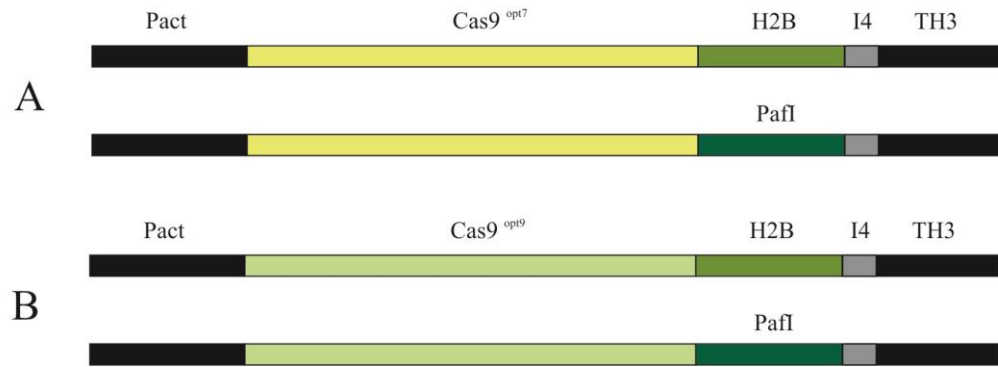 Pact Cas9 opt7 H2B I4 TH3
A
PafI
Pact Cas9 opt9 H2B I4 TH3
B
PafI